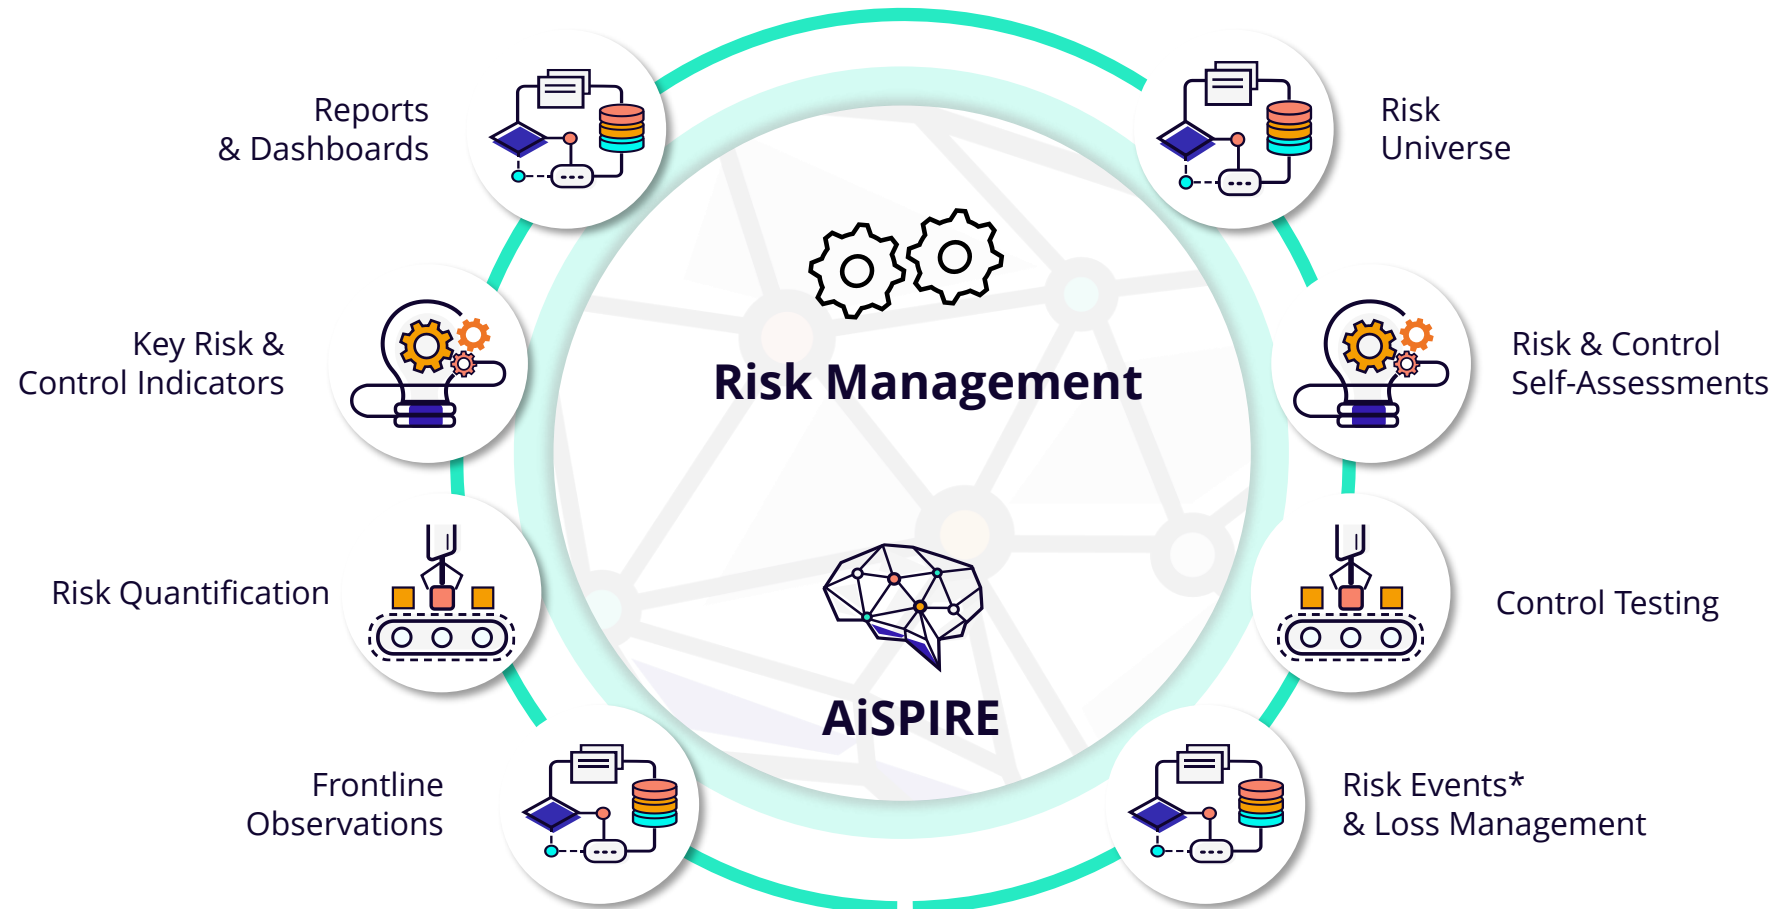 Reports
& Dashboards
Risk
Universe
Key Risk &
Control Indicators
Risk Management
Risk & Control
Self-Assessments
Risk Quantification
Control Testing
AiSPIRE
Frontline
Observations
Risk Events*
& Loss Management